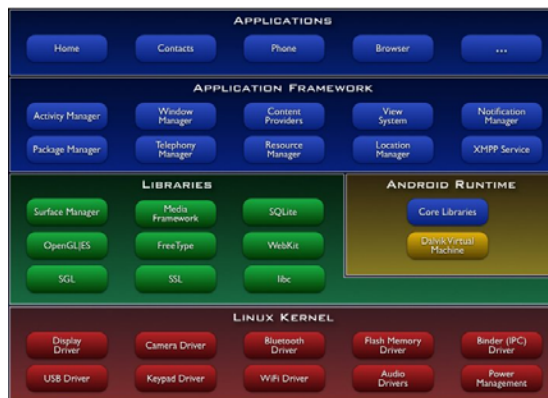 APPLICATIONS
Home Contacts Phone Browser ...
APPLICATION FRAMEWORK
Activity Manager Window Manager Content Providers View System Notification Manager
Package Manager Telephony Manager Resource Manager Location Manager XMPP Service
LIBRARIES
Surface Manager Media Framework SQLite
OpenGL|ES FreeType WebKit
SGL SSL libc
ANDROID RUNTIME
Core Libraries
Dalvik Virtual Machine
LINUX KERNEL
Display Driver Camera Driver Bluetooth Driver Flash Memory Driver Binder (IPC) Driver
USB Driver Keypad Driver WiFi Driver Audio Drivers Power Management